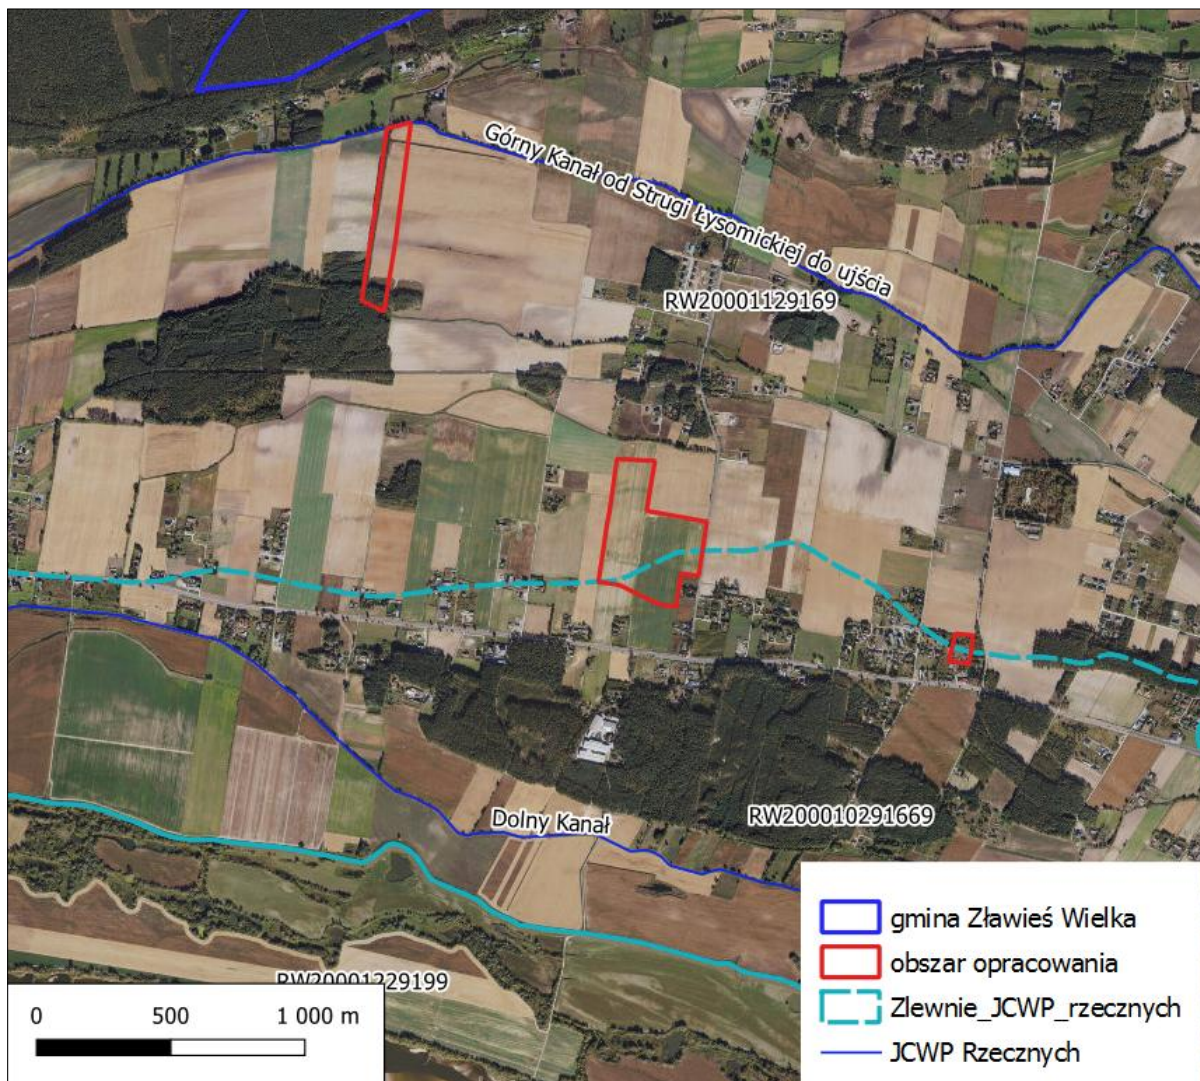 Górny Kanał od Strugi Łysomickiej do ujścia
RW20001129169
Dolny Kanał
RW200010291669
RW20001229199
0 500 1 000 m
gmina Zławieś Wielka
obszar opracowania
Zlewnie_JCWP_rzecznych
JCWP Rzecznych